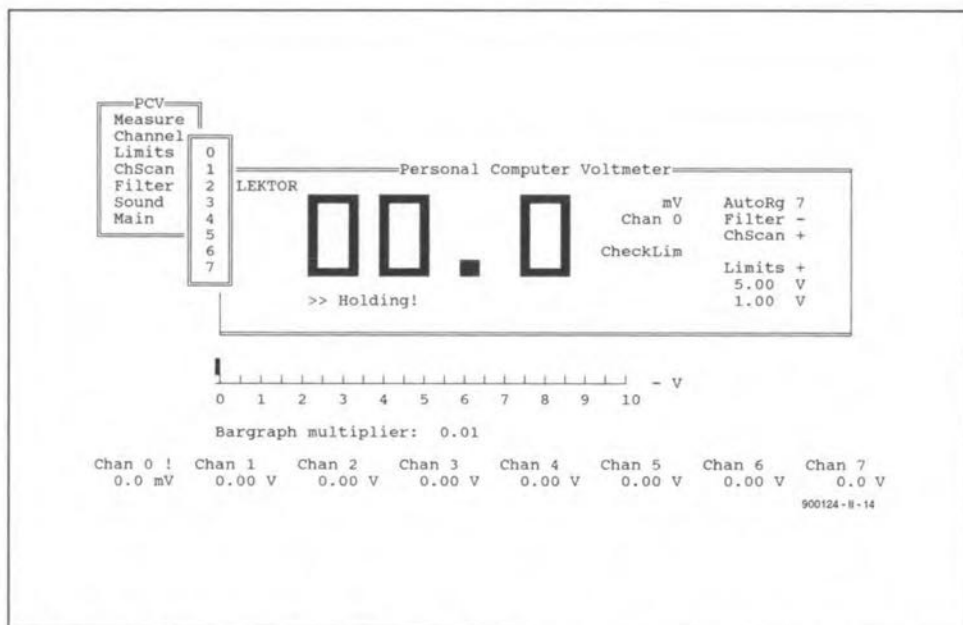 PCV
Measure
Channel
Limits
ChScan
Filter
Sound
Main
0
1
2
3
4
5
6
7
Personal Computer Voltmeter
LEKTOR
00.0
>> Holding!
mV
Chan 0
CheckLim
AutoRg 7
Filter -
ChScan +
Limits +
5.00 V
1.00 V
- V
0 1 2 3 4 5 6 7 8 9 10
Bargraph multiplier: 0.01
Chan 0 ! Chan 1 Chan 2 Chan 3 Chan 4 Chan 5 Chan 6 Chan 7
0.0 mV 0.00 V 0.00 V 0.00 V 0.00 V 0.00 V 0.00 V 0.0 V
900124 - II - 14